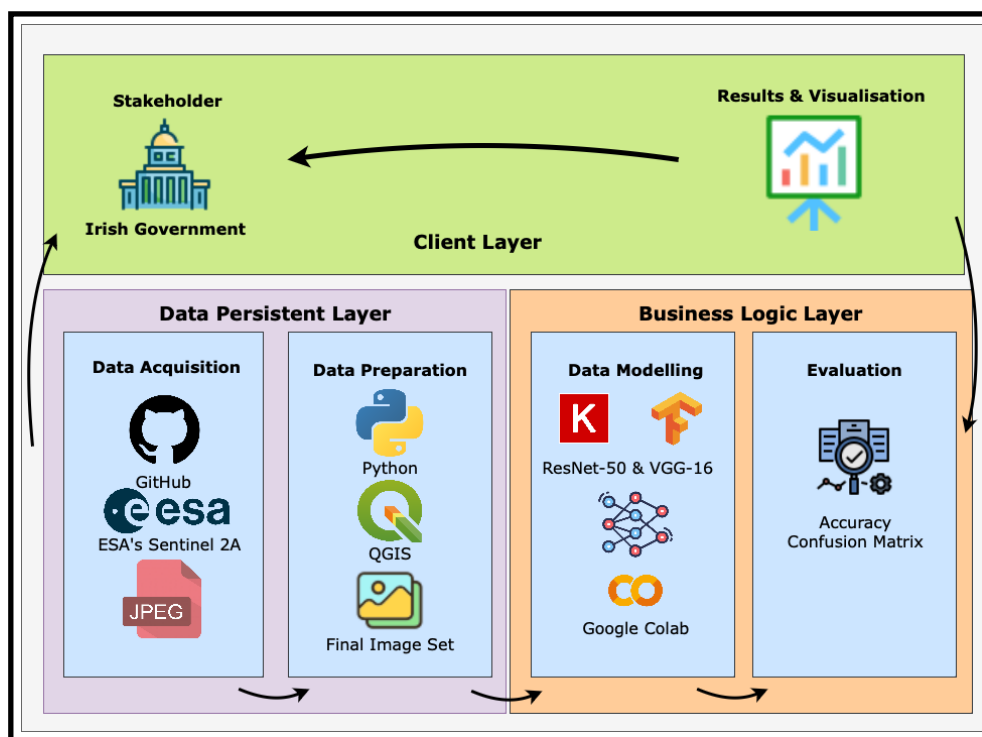 Stakeholder
Irish Government
Results & Visualisation
Client Layer
Data Persistent Layer
Data Acquisition
GitHub
esa
ESA's Sentinel 2A
JPEG
Data Preparation
Python
QGIS
Final Image Set
Business Logic Layer
Data Modelling
K
ResNet-50 & VGG-16
Google Colab
Evaluation
Accuracy
Confusion Matrix